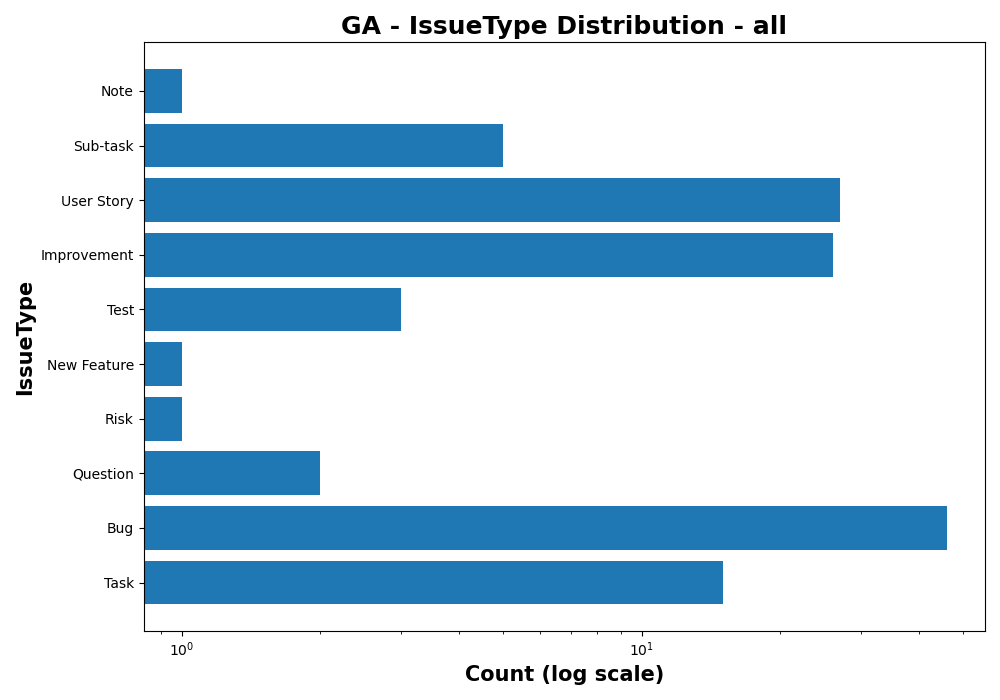 GA - IssueType Distribution - all
Note
Sub-task
User Story
Improvement
Test
New Feature
Risk
Question
Bug
Task
IssueType
10⁰
10¹
Count (log scale)